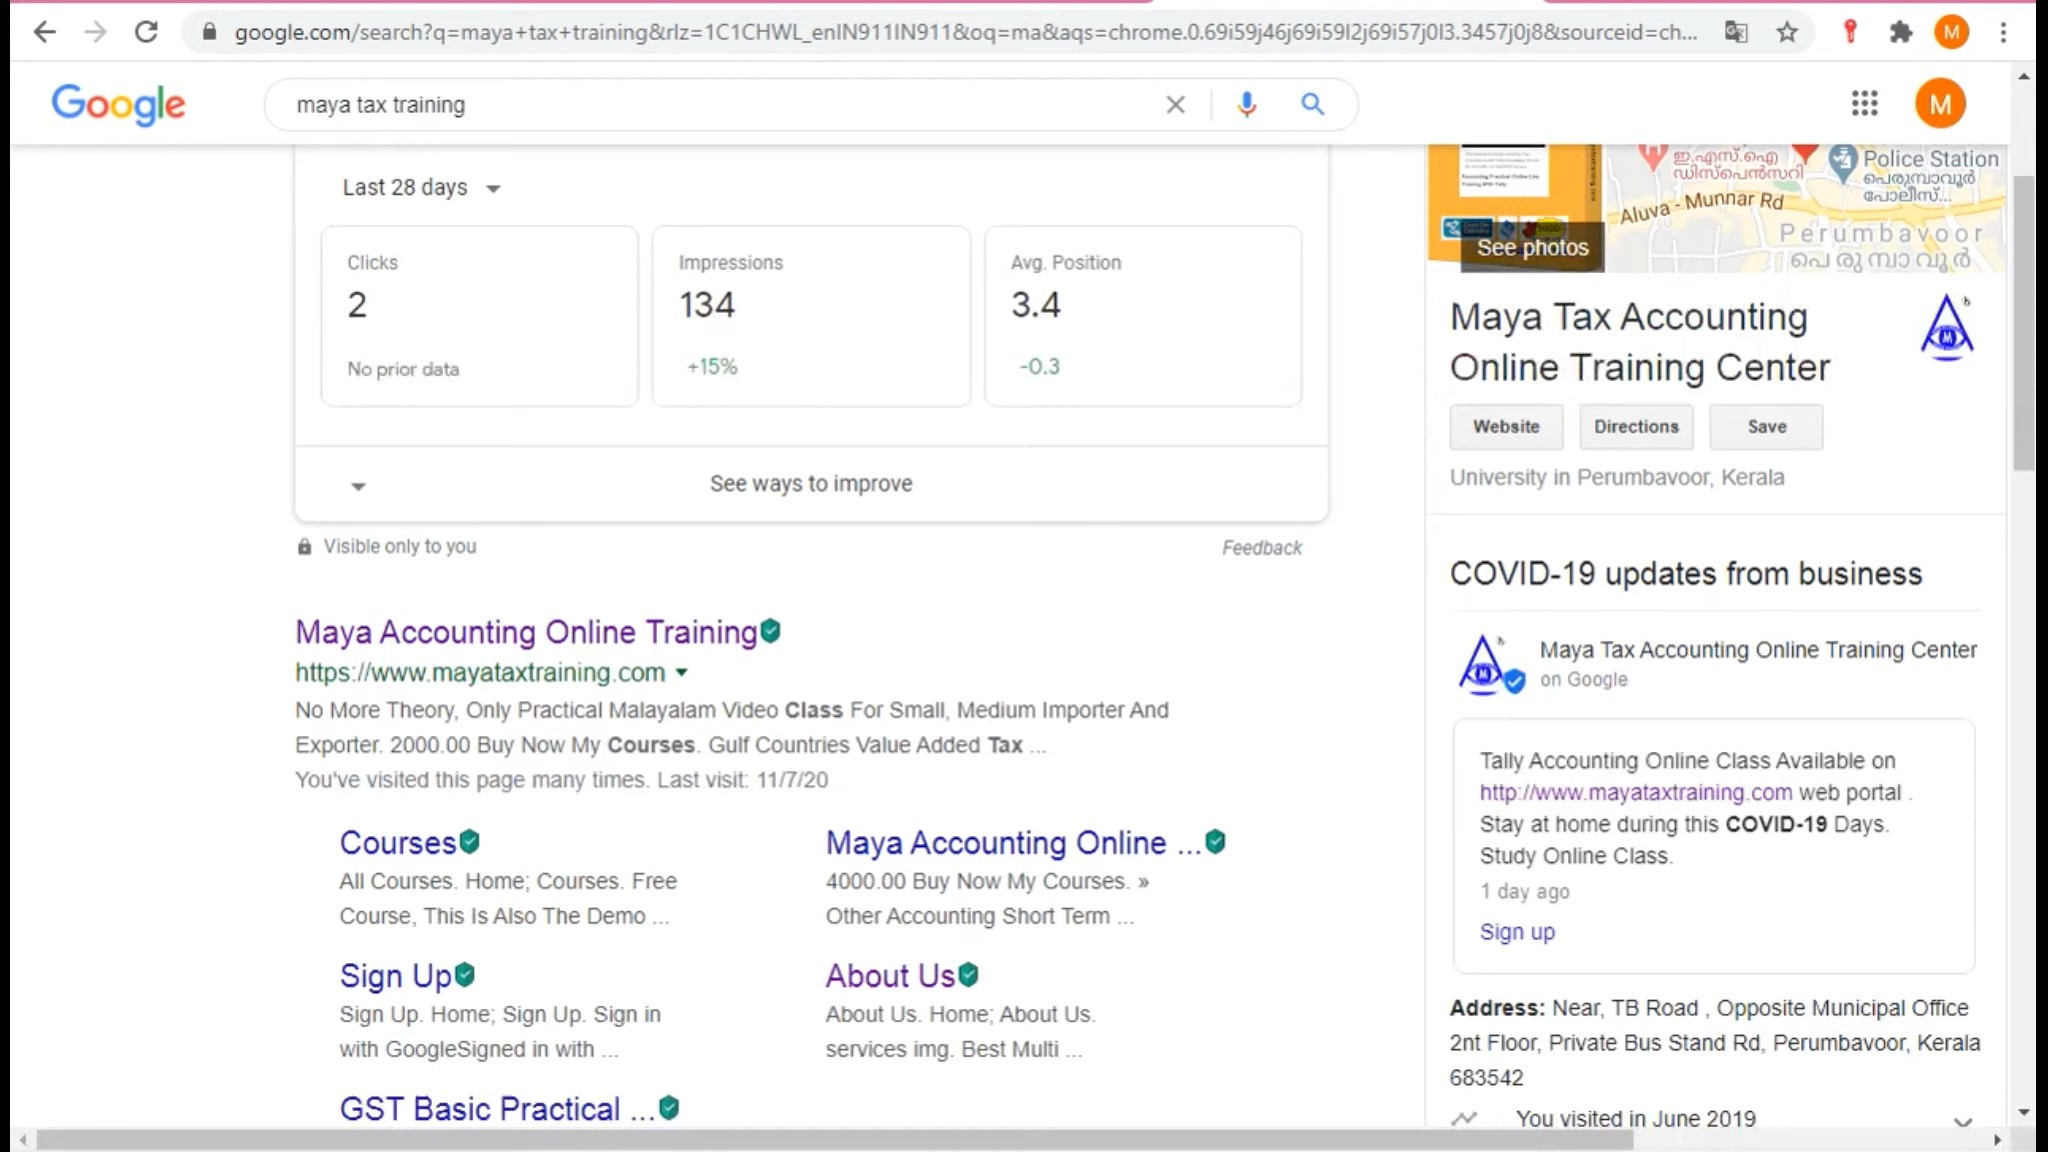 google.com/search?q=maya+tax+training&rlz=1C1CHWL_enIN911IN911&oq=ma&aqs=chrome.0.69i59j46j69i59l2j69i57j0l3.3457j0j8&sourceid=ch...
M
Google
maya tax training
M
Last 28 days
Clicks
2
No prior data
Impressions
134
+15%
Avg. Position
3.4
-0.3
See ways to improve
Visible only to you
Feedback
Maya Accounting Online Training
https://www.mayataxtraining.com
No More Theory, Only Practical Malayalam Video Class For Small, Medium Importer And
Exporter. 2000.00 Buy Now My Courses. Gulf Countries Value Added Tax ...
You've visited this page many times. Last visit: 11/7/20
Courses
All Courses. Home; Courses. Free
Course, This Is Also The Demo ...
Maya Accounting Online ...
4000.00 Buy Now My Courses. »
Other Accounting Short Term ...
Sign Up
Sign Up. Home; Sign Up. Sign in
with GoogleSigned in with ...
About Us
About Us. Home; About Us.
services img. Best Multi ...
GST Basic Practical ...
See photos
ഇ.എസ്.ഐ
ഡിസ്പെൻസറി
Police Station
പെരുമ്പാവൂർ
പോലീസ്...
Aluva - Munnar Rd
Perumbavoor
പെരുമ്പാവൂർ
Maya Tax Accounting
Online Training Center
M
Website
Directions
Save
University in Perumbavoor, Kerala
COVID-19 updates from business
Maya Tax Accounting Online Training Center
on Google
Tally Accounting Online Class Available on
http://www.mayataxtraining.com web portal .
Stay at home during this COVID-19 Days.
Study Online Class.
1 day ago
Sign up
Address: Near, TB Road , Opposite Municipal Office
2nt Floor, Private Bus Stand Rd, Perumbavoor, Kerala
683542
You visited in June 2019